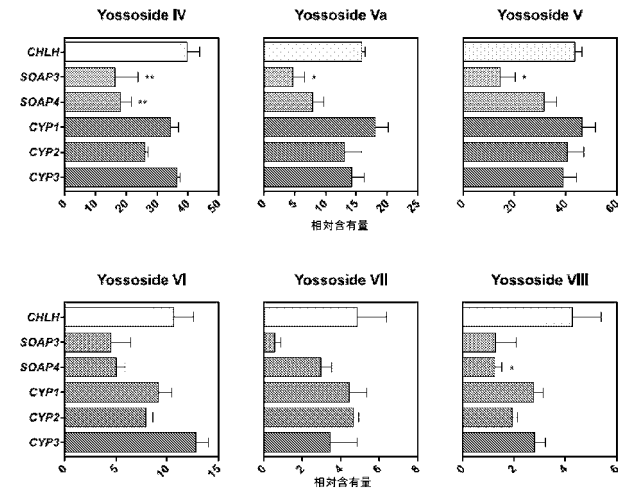 Yossoside IV
Yossoside Va
Yossoside V
CHLH
SOAP3
**
*
*
SOAP4
**
CYP1
CYP2
CYP3
0 10 20 30 40 50
0 5 10 15 20 25
0 20 40 60
相対含有量
Yossoside VI
Yossoside VII
Yossoside VIII
CHLH
SOAP3
SOAP4
*
CYP1
CYP2
CYP3
0 5 10 15
0 2 4 6 8
0 2 4 6
相対含有量